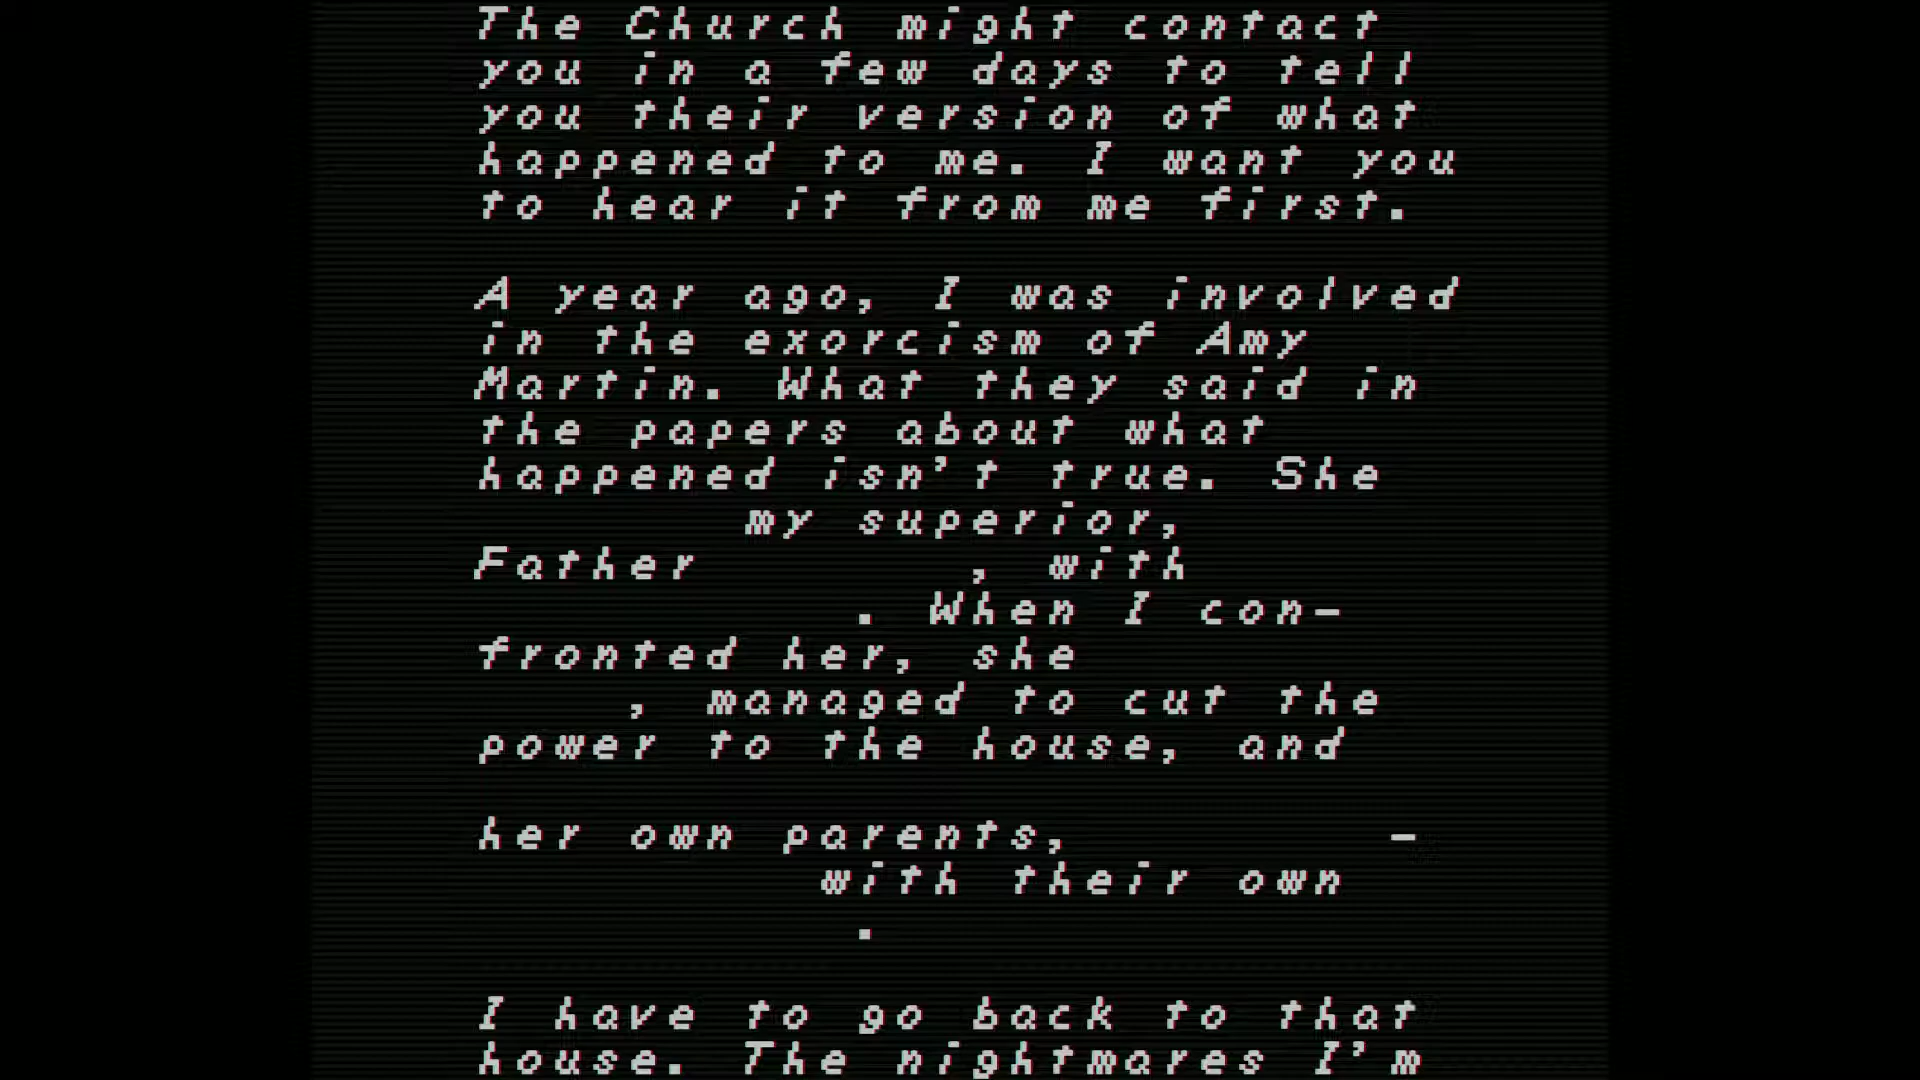 The Church might contact
you in a few days to tell
you their version of what
happened to me. I want you
to hear it from me first.
A year ago, I was involved
in the exorcism of Amy
Martin. What they said in
the papers about what
happened isn't true. She
my superior,
Father , with
. When I con-
fronted her, she
, managed to cut the
power to the house, and
her own parents, -
with their own
.
I have to go back to that
house. The nightmares I'm